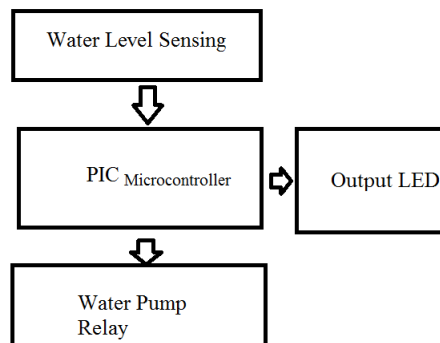 Water Level Sensing
PIC Microcontroller
Output LED
Water Pump
Relay